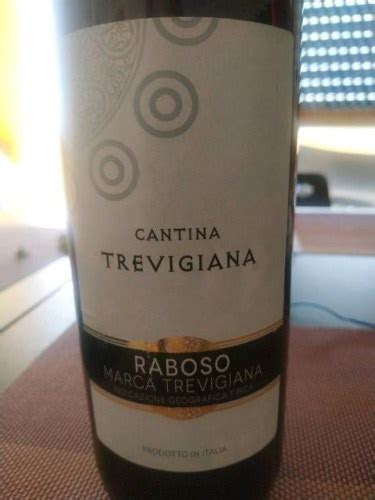 CANTINA
TREVIGIANA
RABOSO
MARCA TREVIGIANA
INDICAZIONE GEOGRAFICA TIPICA
PRODOTTO IN ITALIA